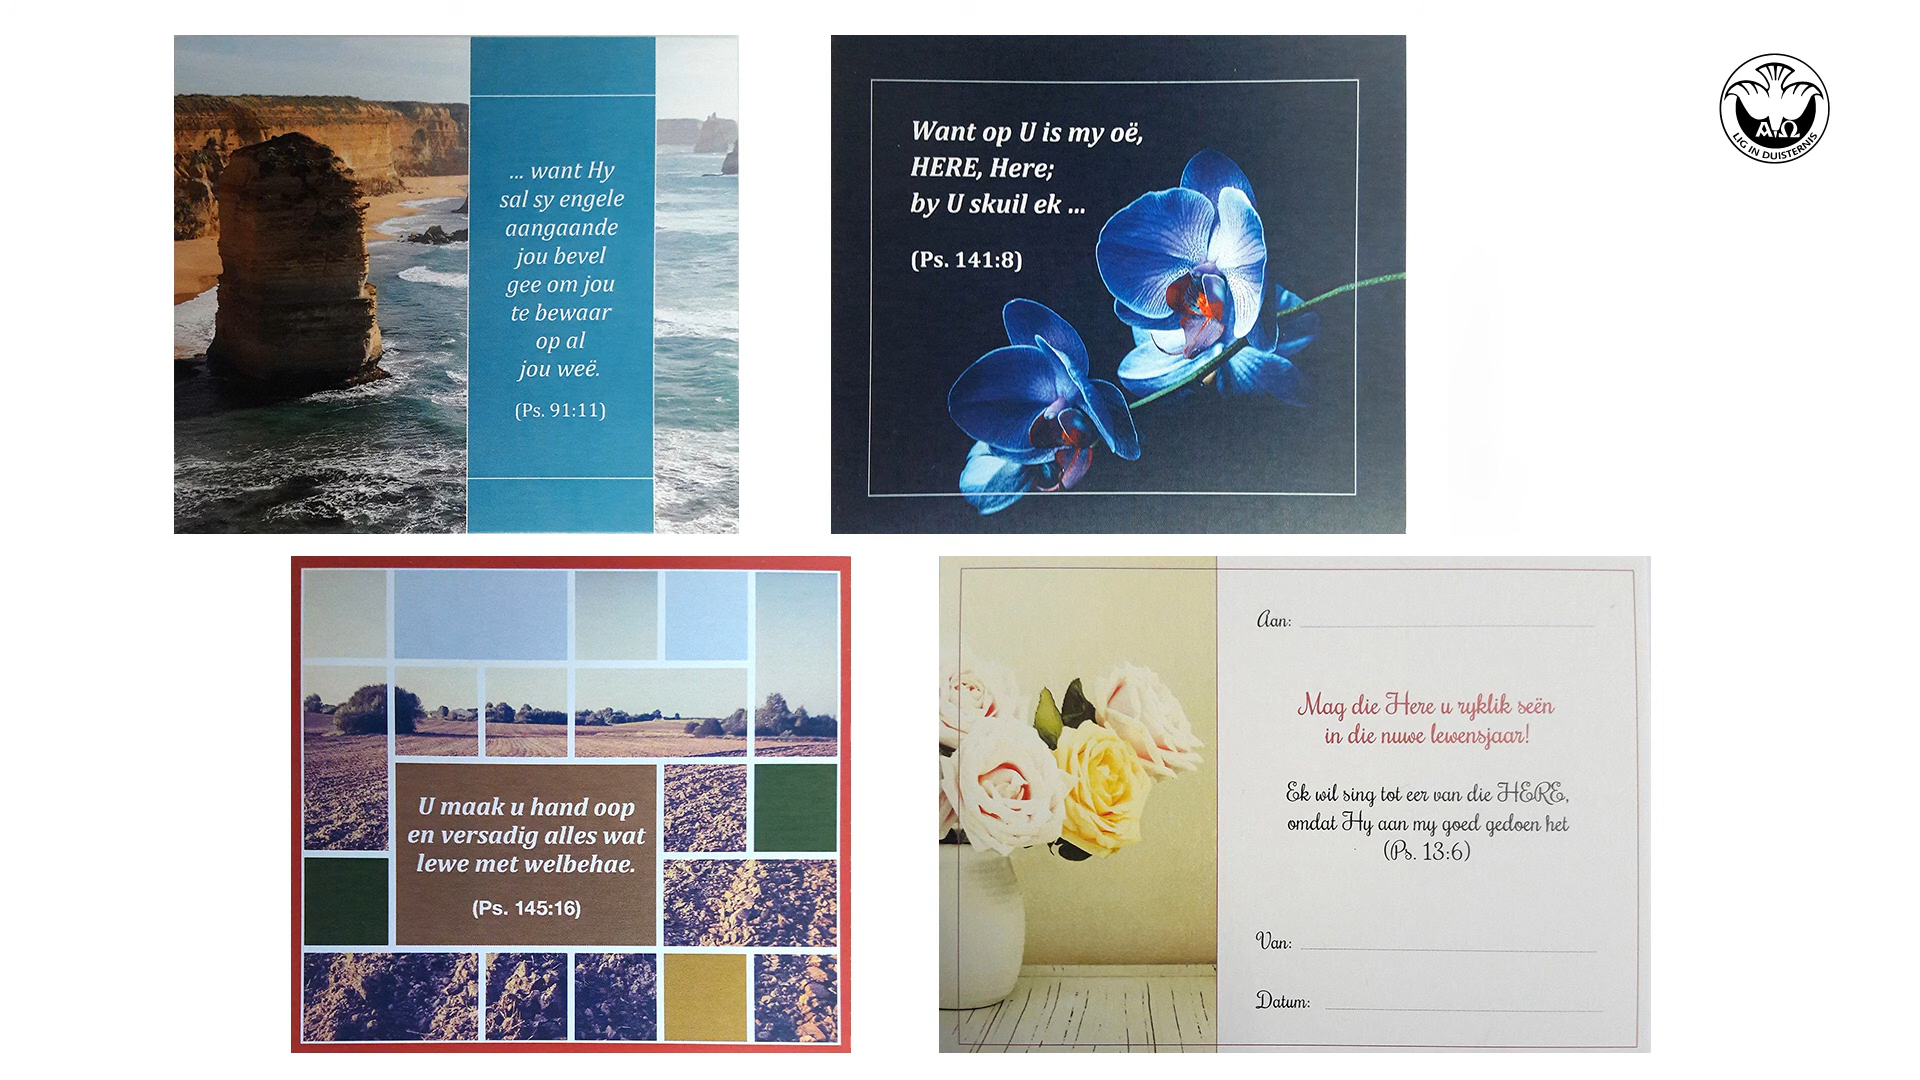 ... want Hy
sal sy engele
aangaande
jou bevel
gee om jou
te bewaar
op al
jou weë.
(Ps. 91:11)
Want op U is my oë,
HERE, Here;
by U skuil ek ...
(Ps. 141:8)
ΑΩ
LIG IN DUISTERNIS
U maak u hand oop
en versadig alles wat
lewe met welbehae.
(Ps. 145:16)
Aan:
Mag die Here u ryklik seën
in die nuwe lewensjaar!
Ek wil sing tot eer van die HERE,
omdat Hy aan my goed gedoen het
(Ps. 13:6)
Van:
Datum: